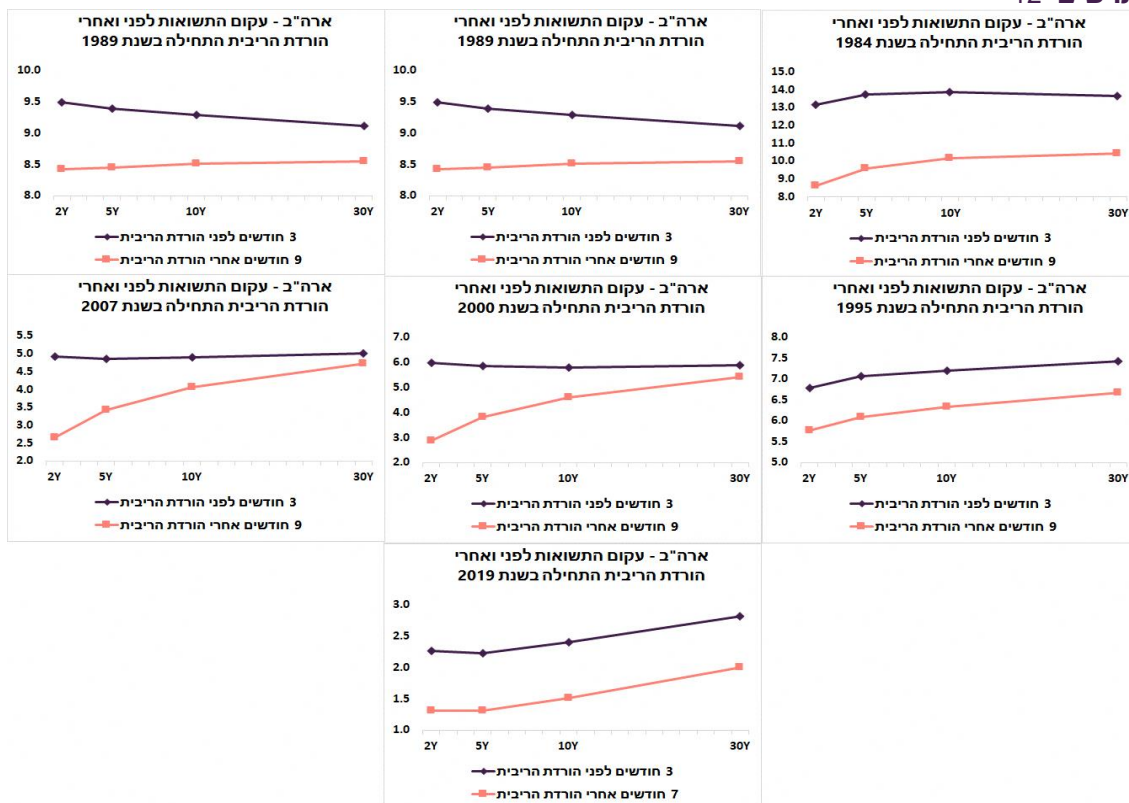 ארה"ב - עקום התשואות לפני ואחרי
הורדת הריבית התחילה בשנת 1984
15.0
14.0
13.0
12.0
11.0
10.0
9.0
8.0
2Y 5Y 10Y 30Y
3 חודשים לפני הורדת הריבית
9 חודשים אחרי הורדת הריבית
ארה"ב - עקום התשואות לפני ואחרי
הורדת הריבית התחילה בשנת 1989
10.0
9.5
9.0
8.5
8.0
2Y 5Y 10Y 30Y
3 חודשים לפני הורדת הריבית
9 חודשים אחרי הורדת הריבית
ארה"ב - עקום התשואות לפני ואחרי
הורדת הריבית התחילה בשנת 1989
10.0
9.5
9.0
8.5
8.0
2Y 5Y 10Y 30Y
3 חודשים לפני הורדת הריבית
9 חודשים אחרי הורדת הריבית
ארה"ב - עקום התשואות לפני ואחרי
הורדת הריבית התחילה בשנת 1995
8.0
7.5
7.0
6.5
6.0
5.5
5.0
2Y 5Y 10Y 30Y
3 חודשים לפני הורדת הריבית
9 חודשים אחרי הורדת הריבית
ארה"ב - עקום התשואות לפני ואחרי
הורדת הריבית התחילה בשנת 2000
7.0
6.0
5.0
4.0
3.0
2.0
2Y 5Y 10Y 30Y
3 חודשים לפני הורדת הריבית
9 חודשים אחרי הורדת הריבית
ארה"ב - עקום התשואות לפני ואחרי
הורדת הריבית התחילה בשנת 2007
5.5
5.0
4.5
4.0
3.5
3.0
2.5
2.0
2Y 5Y 10Y 30Y
3 חודשים לפני הורדת הריבית
9 חודשים אחרי הורדת הריבית
ארה"ב - עקום התשואות לפני ואחרי
הורדת הריבית התחילה בשנת 2019
3.0
2.5
2.0
1.5
1.0
2Y 5Y 10Y 30Y
3 חודשים לפני הורדת הריבית
7 חודשים אחרי הורדת הריבית